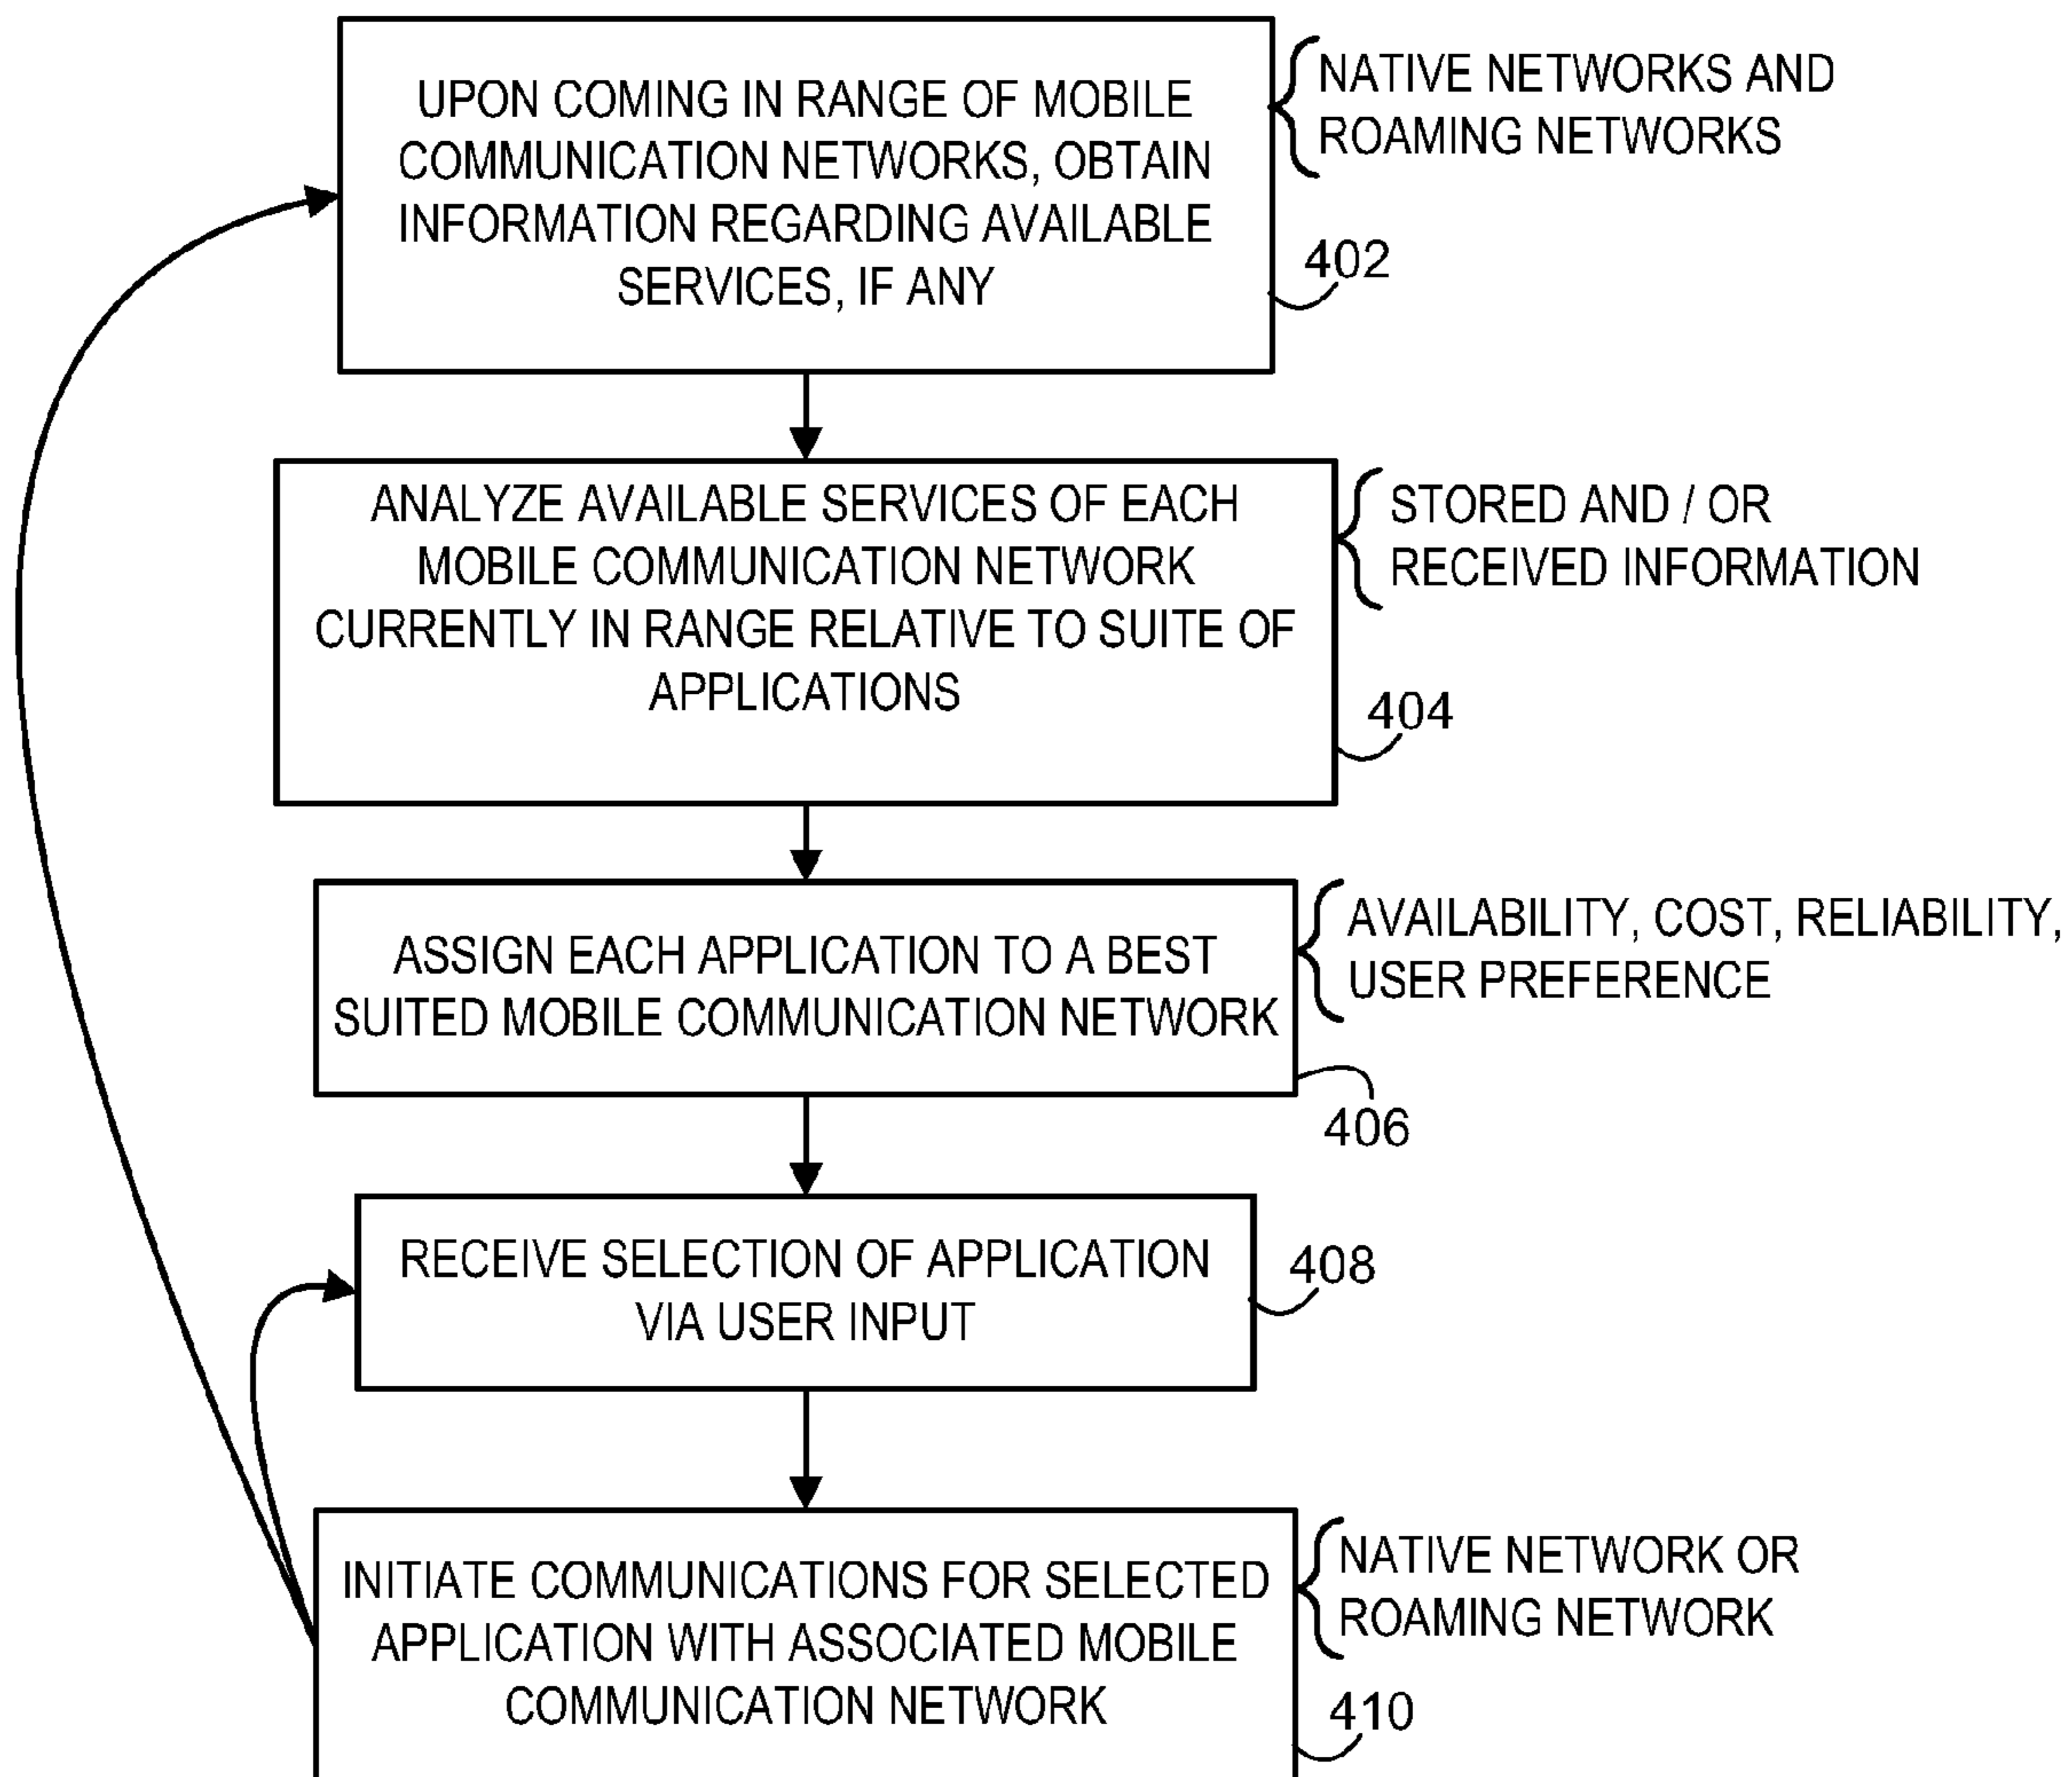 UPON COMING IN RANGE OF MOBILE
COMMUNICATION NETWORKS, OBTAIN
INFORMATION REGARDING AVAILABLE
SERVICES, IF ANY
NATIVE NETWORKS AND
ROAMING NETWORKS
402
ANALYZE AVAILABLE SERVICES OF EACH
MOBILE COMMUNICATION NETWORK
CURRENTLY IN RANGE RELATIVE TO SUITE OF
APPLICATIONS
STORED AND / OR
RECEIVED INFORMATION
404
ASSIGN EACH APPLICATION TO A BEST
SUITED MOBILE COMMUNICATION NETWORK
AVAILABILITY, COST, RELIABILITY,
USER PREFERENCE
406
RECEIVE SELECTION OF APPLICATION
VIA USER INPUT
408
INITIATE COMMUNICATIONS FOR SELECTED
APPLICATION WITH ASSOCIATED MOBILE
COMMUNICATION NETWORK
NATIVE NETWORK OR
ROAMING NETWORK
410